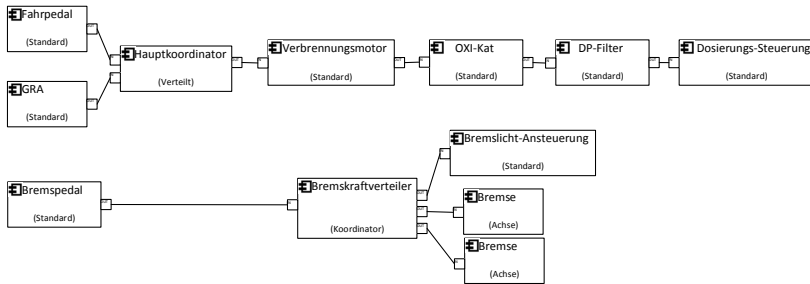 Fahrpedal
(Standard)
GRA
(Standard)
Hauptkoordinator
(Verteilt)
Verbrennungsmotor
(Standard)
OXI-Kat
(Standard)
DP-Filter
(Standard)
Dosierungs-Steuerung
(Standard)
Bremspedal
(Standard)
Bremskraftverteiler
(Koordinator)
Bremslicht-Ansteuerung
(Standard)
Bremse
(Achse)
Bremse
(Achse)